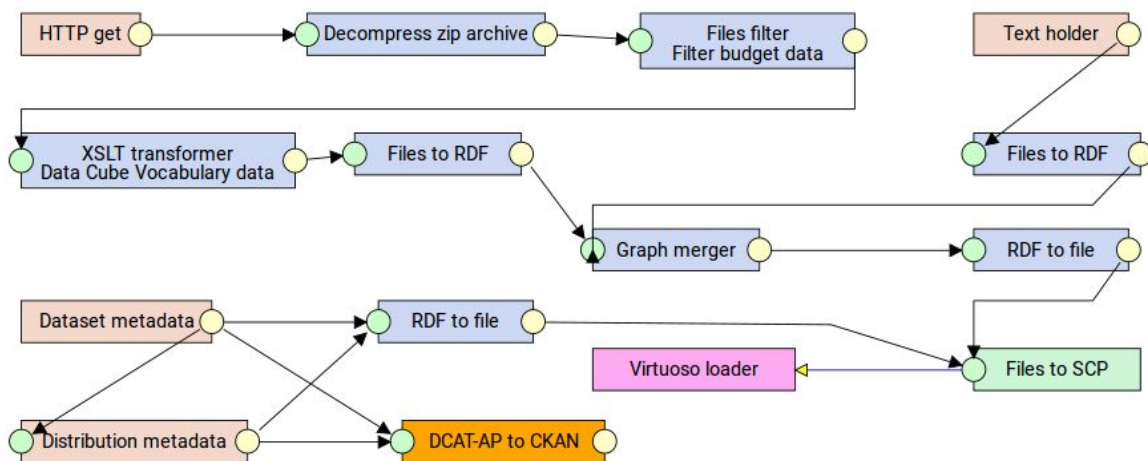 HTTP get
Decompress zip archive
Files filter
Filter budget data
Text holder
XSLT transformer
Data Cube Vocabulary data
Files to RDF
Files to RDF
Graph merger
RDF to file
Dataset metadata
RDF to file
Virtuoso loader
Files to SCP
Distribution metadata
DCAT-AP to CKAN